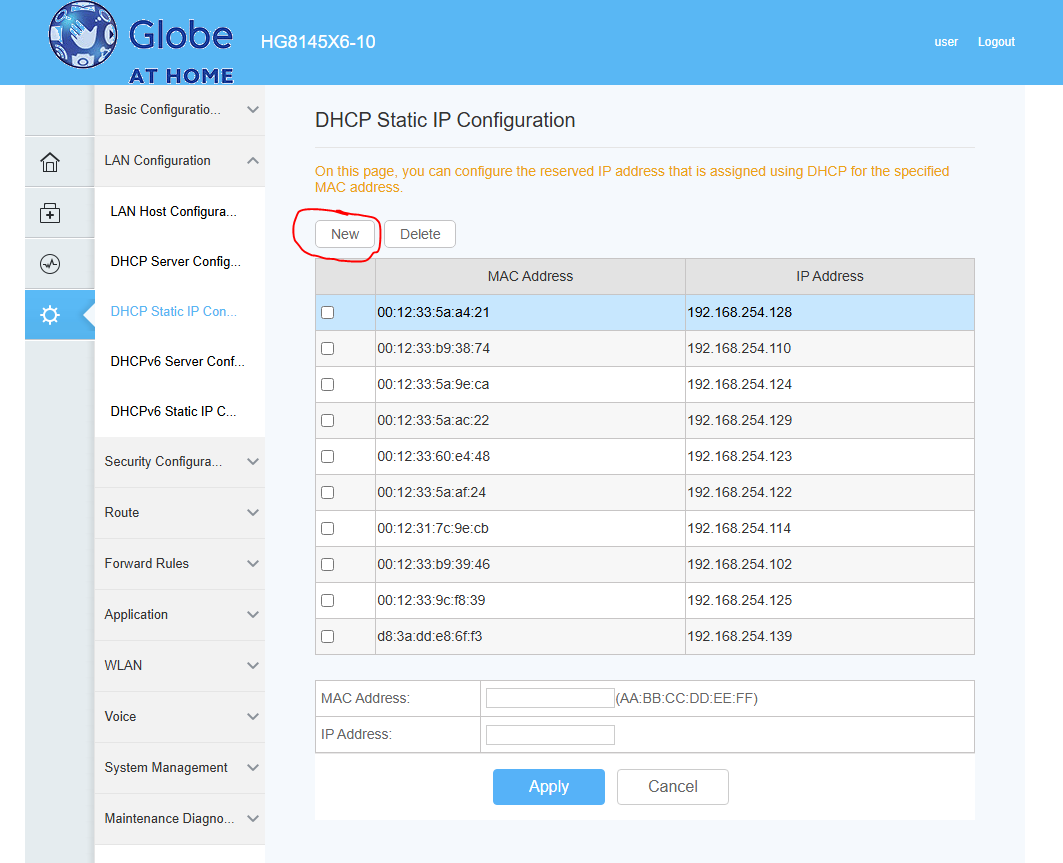 Globe
AT HOME
HG8145X6-10
user Logout
Basic Configuratio...
LAN Configuration
LAN Host Configura...
DHCP Server Config...
DHCP Static IP Con...
DHCPv6 Server Conf...
DHCPv6 Static IP C...
Security Configura...
Route
Forward Rules
Application
WLAN
Voice
System Management
Maintenance Diagno...
DHCP Static IP Configuration
On this page, you can configure the reserved IP address that is assigned using DHCP for the specified
MAC address.
New Delete
MAC Address IP Address
00:12:33:5a:a4:21 192.168.254.128
00:12:33:b9:38:74 192.168.254.110
00:12:33:5a:9e:ca 192.168.254.124
00:12:33:5a:ac:22 192.168.254.129
00:12:33:60:e4:48 192.168.254.123
00:12:33:5a:af:24 192.168.254.122
00:12:31:7c:9e:cb 192.168.254.114
00:12:33:b9:39:46 192.168.254.102
00:12:33:9c:f8:39 192.168.254.125
d8:3a:dd:e8:6f:f3 192.168.254.139
MAC Address: (AA:BB:CC:DD:EE:FF)
IP Address:
Apply Cancel